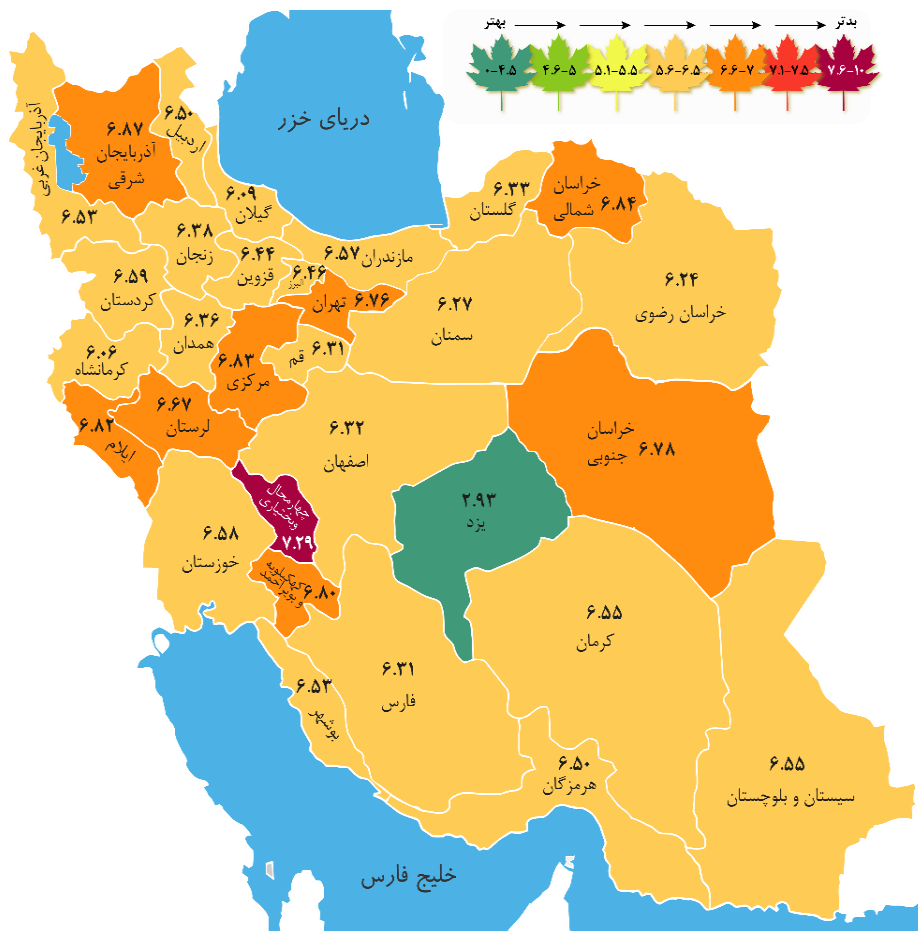 بهتر
بدتر
۰-۴.۵
۴.۶-۵
۵.۱-۵.۵
۵.۶-۶.۵
۶.۶-۷
۷.۱-۷.۵
۷.۶-۱۰
دریای خزر
آذربایجان غربی
۶.۵۳
۶.۸۷
آذربایجان
شرقی
۶.۵۰
اردبیل
۶.۰۹
گیلان
۶.۳۸
زنجان
۶.۴۴
قزوین
۶.۴۶
البرز
۶.۵۷ مازندران
۶.۳۳
گلستان
خراسان
شمالی ۶.۸۴
۶.۲۴
خراسان رضوی
۶.۵۹
کردستان
۶.۳۶
همدان
تهران ۶.۷۶
۶.۲۷
سمنان
۶.۰۶
کرمانشاه
۶.۸۳
مرکزی
قم ۶.۳۱
۶.۸۲
ایلام
۶.۶۷
لرستان
۶.۳۲
اصفهان
خراسان
جنوبی ۶.۷۸
۲.۹۳
یزد
چهارمحال
وبختیاری
۷.۲۹
۶.۵۸
خوزستان
کهکیلویه
و بویراحمد
۶.۸۰
۶.۵۵
کرمان
۶.۳۱
فارس
۶.۵۳
بوشهر
۶.۵۰
هرمزگان
۶.۵۵
سیستان و بلوچستان
خلیج فارس